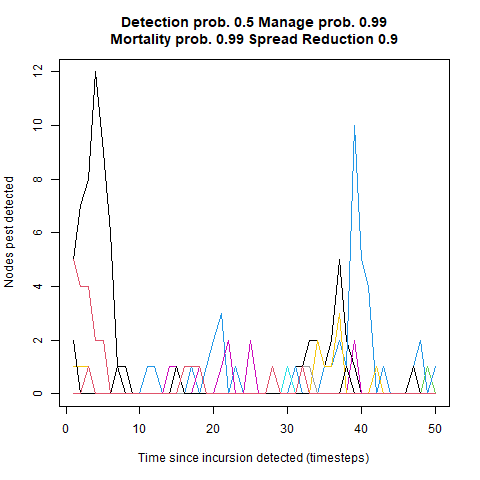 Detection prob. 0.5 Manage prob. 0.99
Mortality prob. 0.99 Spread Reduction 0.9
Nodes pest detected
12
10
8
6
4
2
0
0 10 20 30 40 50
Time since incursion detected (timesteps)